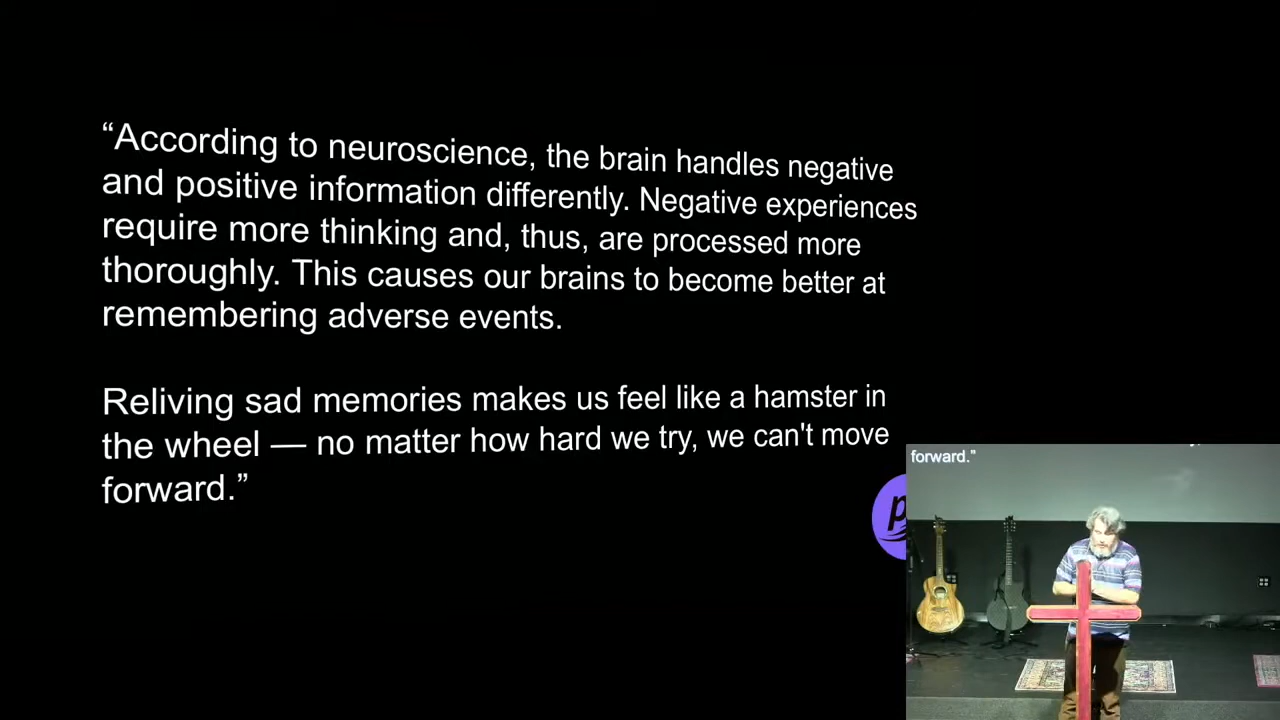 “According to neuroscience, the brain handles negative
and positive information differently. Negative experiences
require more thinking and, thus, are processed more
thoroughly. This causes our brains to become better at
remembering adverse events.
Reliving sad memories makes us feel like a hamster in
the wheel — no matter how hard we try, we can't move
forward.”
p
forward.”